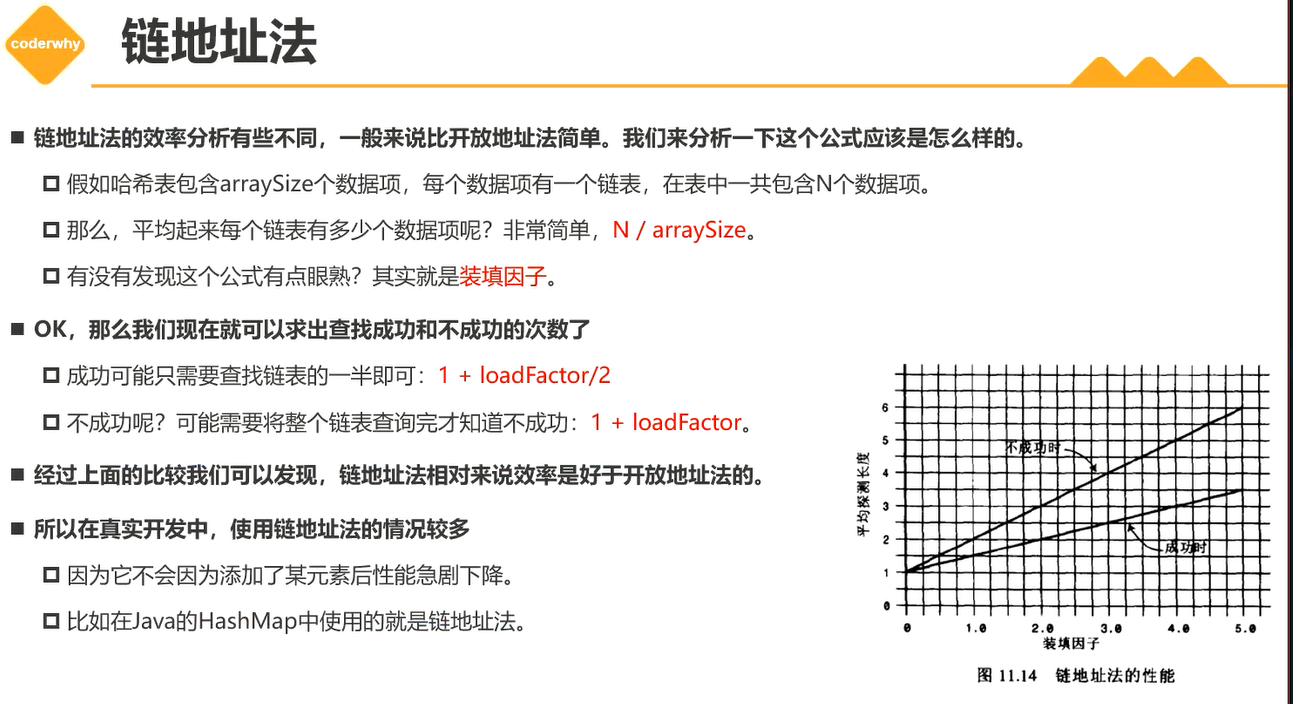 coderwhy
链地址法
■ 链地址法的效率分析有些不同，一般来说比开放地址法简单。我们来分析一下这个公式应该是怎么样的。
假如哈希表包含arraySize个数据项，每个数据项有一个链表，在表中一共包含N个数据项。
那么，平均起来每个链表有多少个数据项呢？非常简单，N / arraySize。
有没有发现这个公式有点眼熟？其实就是装填因子。
■ OK，那么我们现在就可以求出查找成功和不成功的次数了
成功可能只需要查找链表的一半即可：1 + loadFactor/2
不成功呢？可能需要将整个链表查询完才知道不成功：1 + loadFactor。
■ 经过上面的比较我们可以发现，链地址法相对来说效率是好于开放地址法的。
■ 所以在真实开发中，使用链地址法的情况较多
因为它不会因为添加了某元素后性能急剧下降。
比如在Java的HashMap中使用的就是链地址法。
平均探测长度
6
5
4
3
2
1
0
不成功时
成功时
0 1.0 2.0 3.0 4.0 5.0
装填因子
图 11.14 链地址法的性能